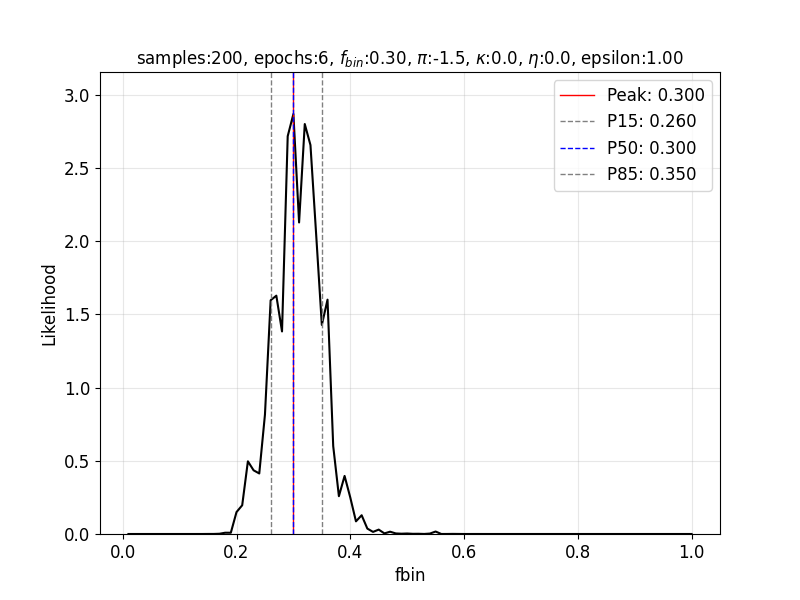 samples:200, epochs:6, f_bin:0.30, π:-1.5, κ:0.0, η:0.0, epsilon:1.00
Peak: 0.300
P15: 0.260
P50: 0.300
P85: 0.350
3.0
2.5
2.0
1.5
1.0
0.5
0.0
Likelihood
0.0 0.2 0.4 0.6 0.8 1.0
fbin